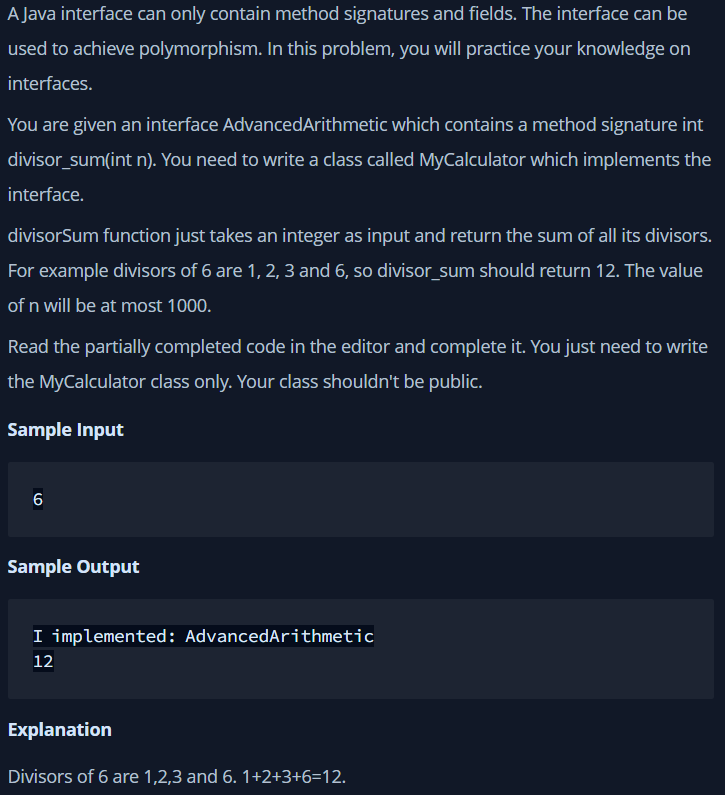 A Java interface can only contain method signatures and fields. The interface can be
used to achieve polymorphism. In this problem, you will practice your knowledge on
interfaces.
You are given an interface AdvancedArithmetic which contains a method signature int
divisor_sum(int n). You need to write a class called MyCalculator which implements the
interface.
divisorSum function just takes an integer as input and return the sum of all its divisors.
For example divisors of 6 are 1, 2, 3 and 6, so divisor_sum should return 12. The value
of n will be at most 1000.
Read the partially completed code in the editor and complete it. You just need to write
the MyCalculator class only. Your class shouldn't be public.
Sample Input
6
Sample Output
I implemented: AdvancedArithmetic
12
Explanation
Divisors of 6 are 1,2,3 and 6. 1+2+3+6=12.